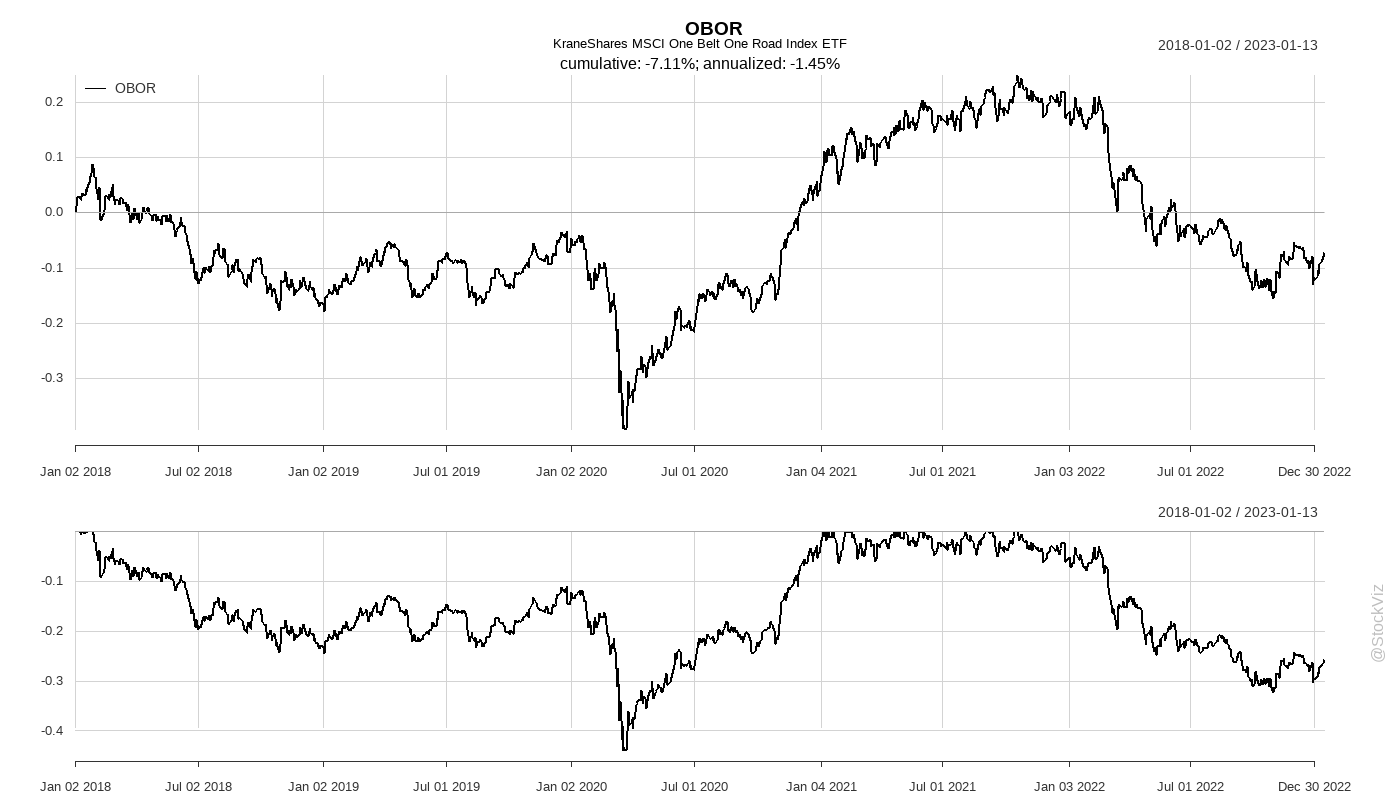 OBOR
KraneShares MSCI One Belt One Road Index ETF
2018-01-02 / 2023-01-13
cumulative: -7.11%; annualized: -1.45%
OBOR
0.2
0.1
0.0
-0.1
-0.2
-0.3
Jan 02 2018 Jul 02 2018 Jan 02 2019 Jul 01 2019 Jan 02 2020 Jul 01 2020 Jan 04 2021 Jul 01 2021 Jan 03 2022 Jul 01 2022 Dec 30 2022
2018-01-02 / 2023-01-13
-0.1
-0.2
-0.3
-0.4
Jan 02 2018 Jul 02 2018 Jan 02 2019 Jul 01 2019 Jan 02 2020 Jul 01 2020 Jan 04 2021 Jul 01 2021 Jan 03 2022 Jul 01 2022 Dec 30 2022
@StockViz